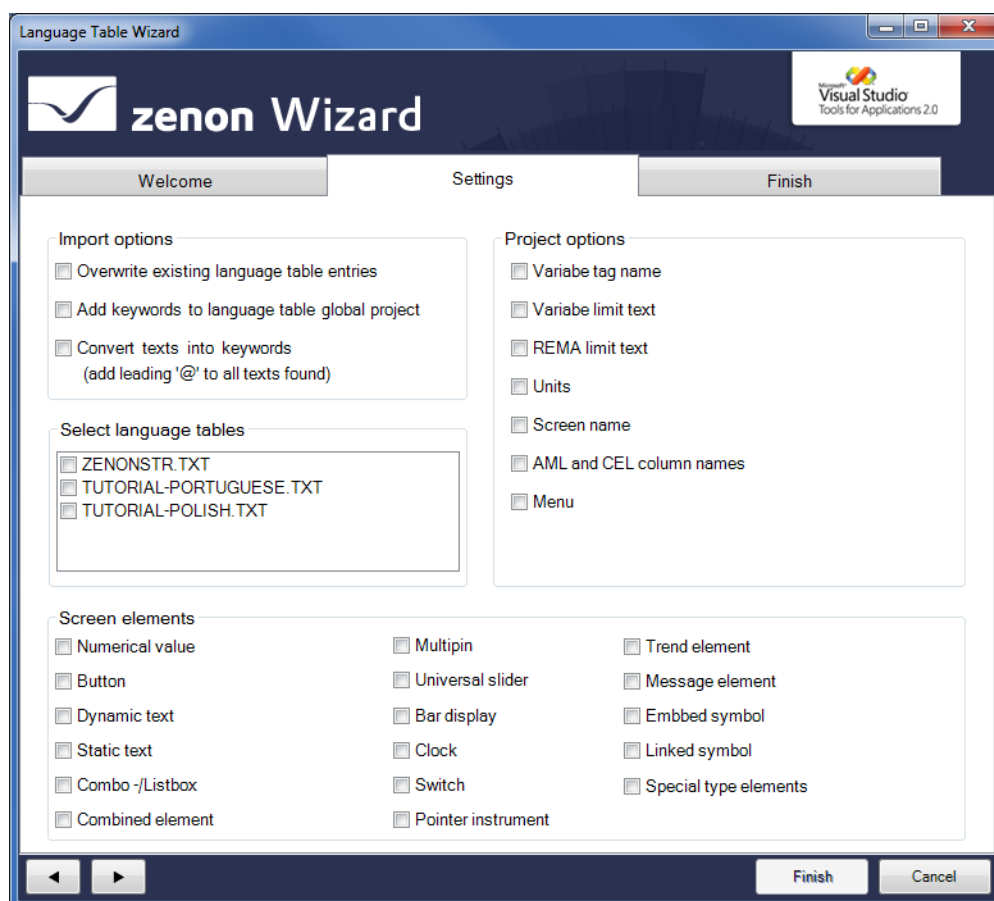 Language Table Wizard
zenon Wizard
Microsoft
Visual Studio
Tools for Applications 2.0
Welcome
Settings
Finish
Import options
Overwrite existing language table entries
Add keywords to language table global project
Convert texts into keywords
(add leading '@' to all texts found)
Select language tables
ZENONSTR.TXT
TUTORIAL-PORTUGUESE.TXT
TUTORIAL-POLISH.TXT
Project options
Variabe tag name
Variabe limit text
REMA limit text
Units
Screen name
AML and CEL column names
Menu
Screen elements
Numerical value
Button
Dynamic text
Static text
Combo -/Listbox
Combined element
Multipin
Universal slider
Bar display
Clock
Switch
Pointer instrument
Trend element
Message element
Embbed symbol
Linked symbol
Special type elements
Finish
Cancel